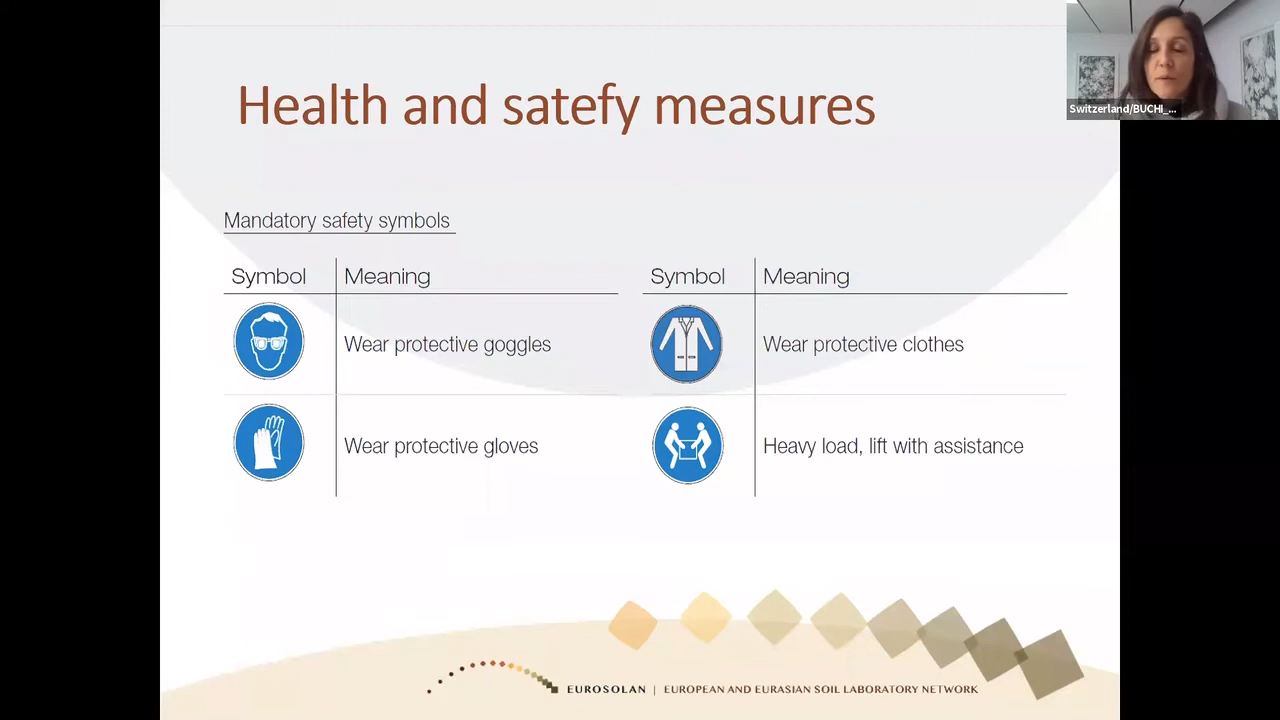 Health and satefy measures
Switzerland/BUCHI_...
Mandatory safety symbols
Symbol Meaning Symbol Meaning
Wear protective goggles Wear protective clothes
Wear protective gloves Heavy load, lift with assistance
EUROSOLAN | EUROPEAN AND EURASIAN SOIL LABORATORY NETWORK